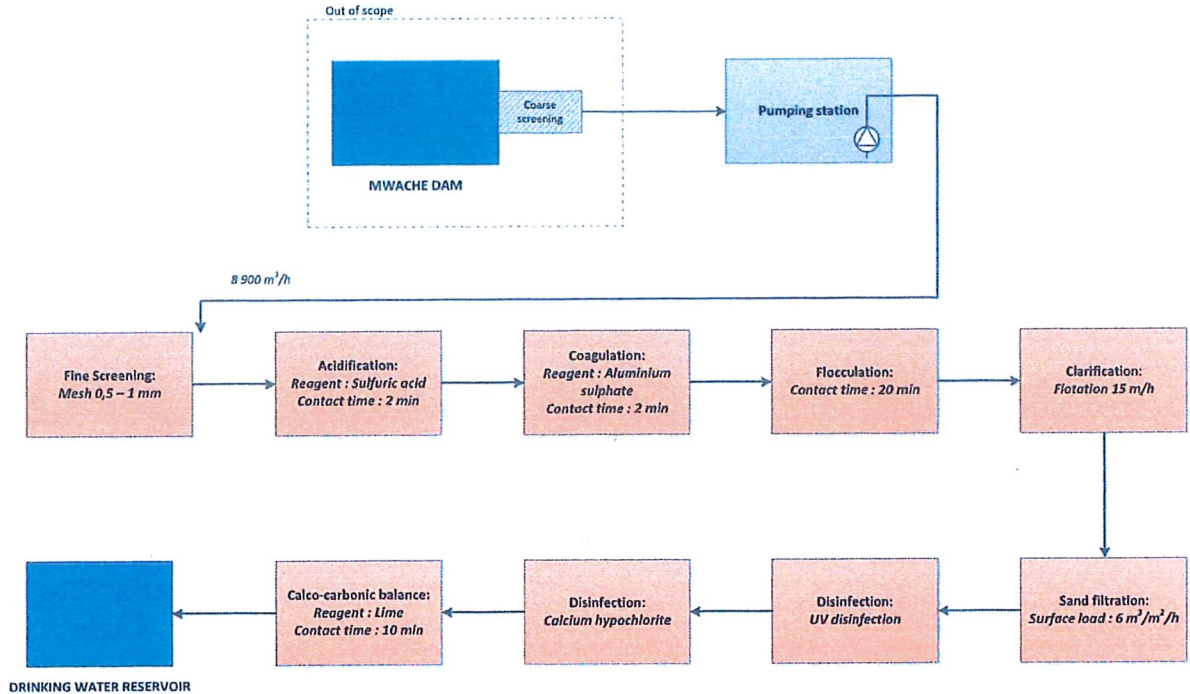 Out of scope
Coarse
screening
MWACHE DAM
Pumping station
8 900 m³/h
Fine Screening:
Mesh 0,5 – 1 mm
Acidification:
Reagent : Sulfuric acid
Contact time : 2 min
Coagulation:
Reagent : Aluminium
sulphate
Contact time : 2 min
Flocculation:
Contact time : 20 min
Clarification:
Flotation 15 m/h
Calco-carbonic balance:
Reagent : Lime
Contact time : 10 min
Disinfection:
Calcium hypochlorite
Disinfection:
UV disinfection
Sand filtration:
Surface load : 6 m³/m²/h
DRINKING WATER RESERVOIR